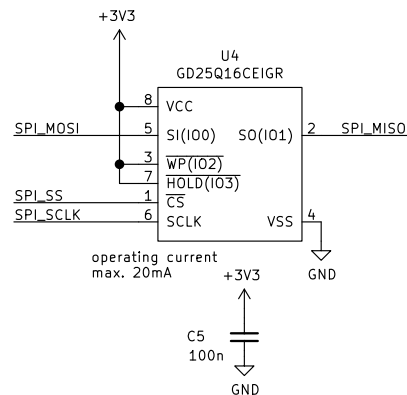 +3V3
U4
GD25Q16CEIGR
8 VCC
SPI_MOSI 5 SI(IO0) SO(IO1) 2 SPI_MISO
3 WP(IO2)
7 HOLD(IO3)
SPI_SS 1 CS
SPI_SCLK 6 SCLK VSS 4
operating current
max. 20mA
GND
+3V3
C5
100n
GND